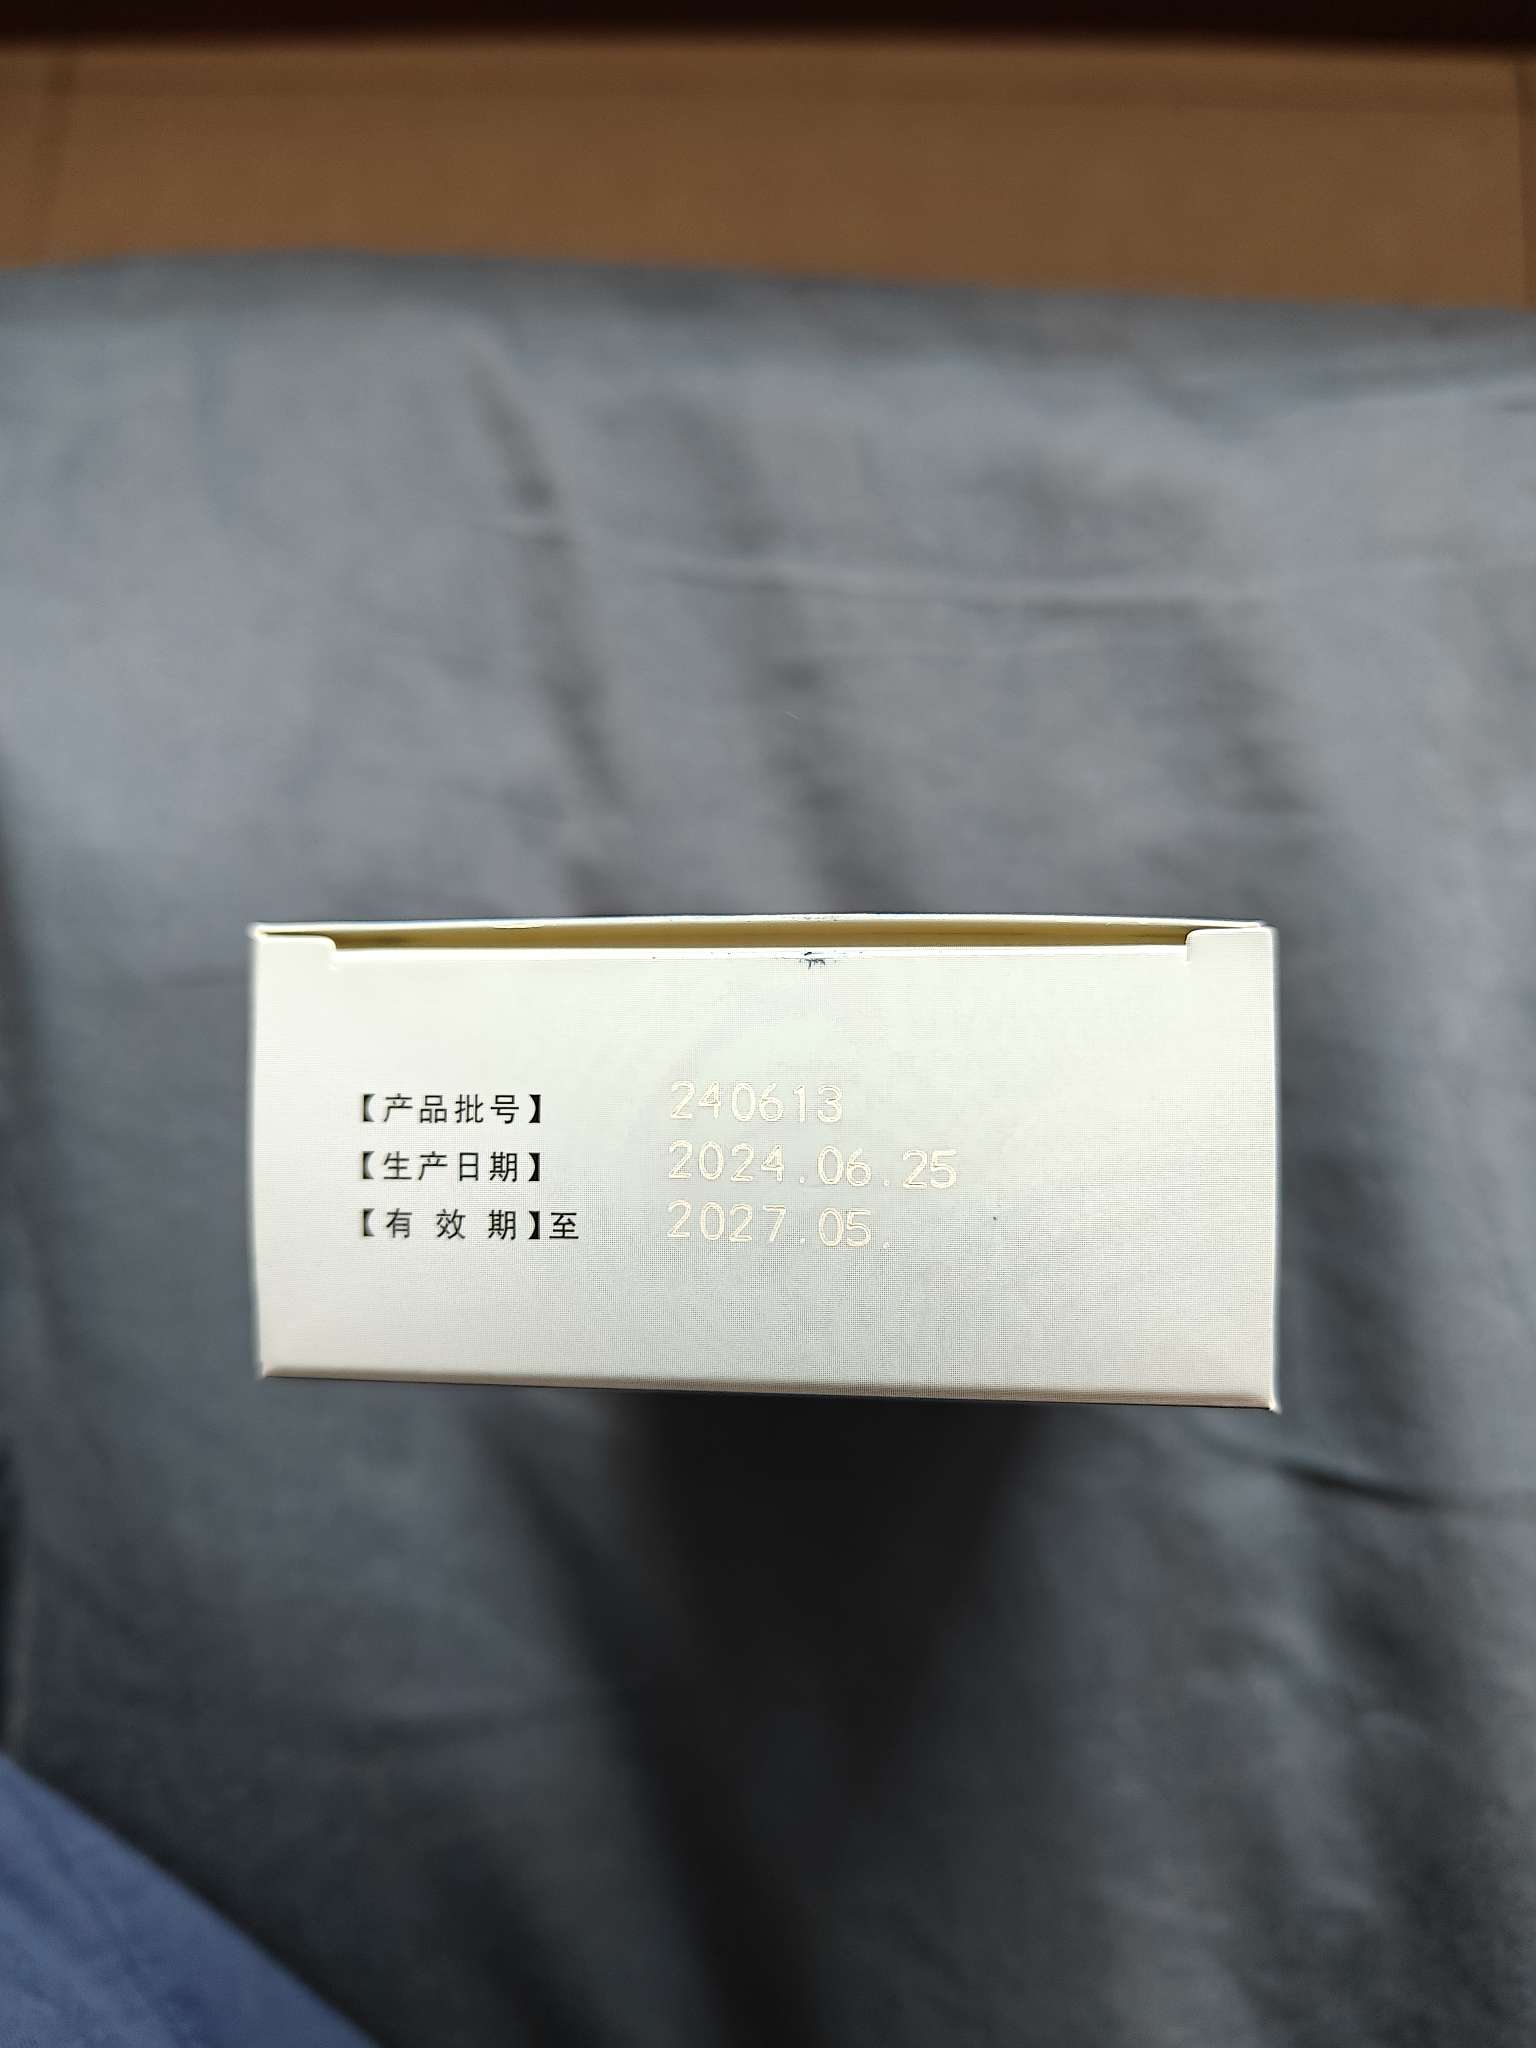 【产品批号】 240613
【生产日期】 2024.06.25
【有 效 期】至 2027.05.